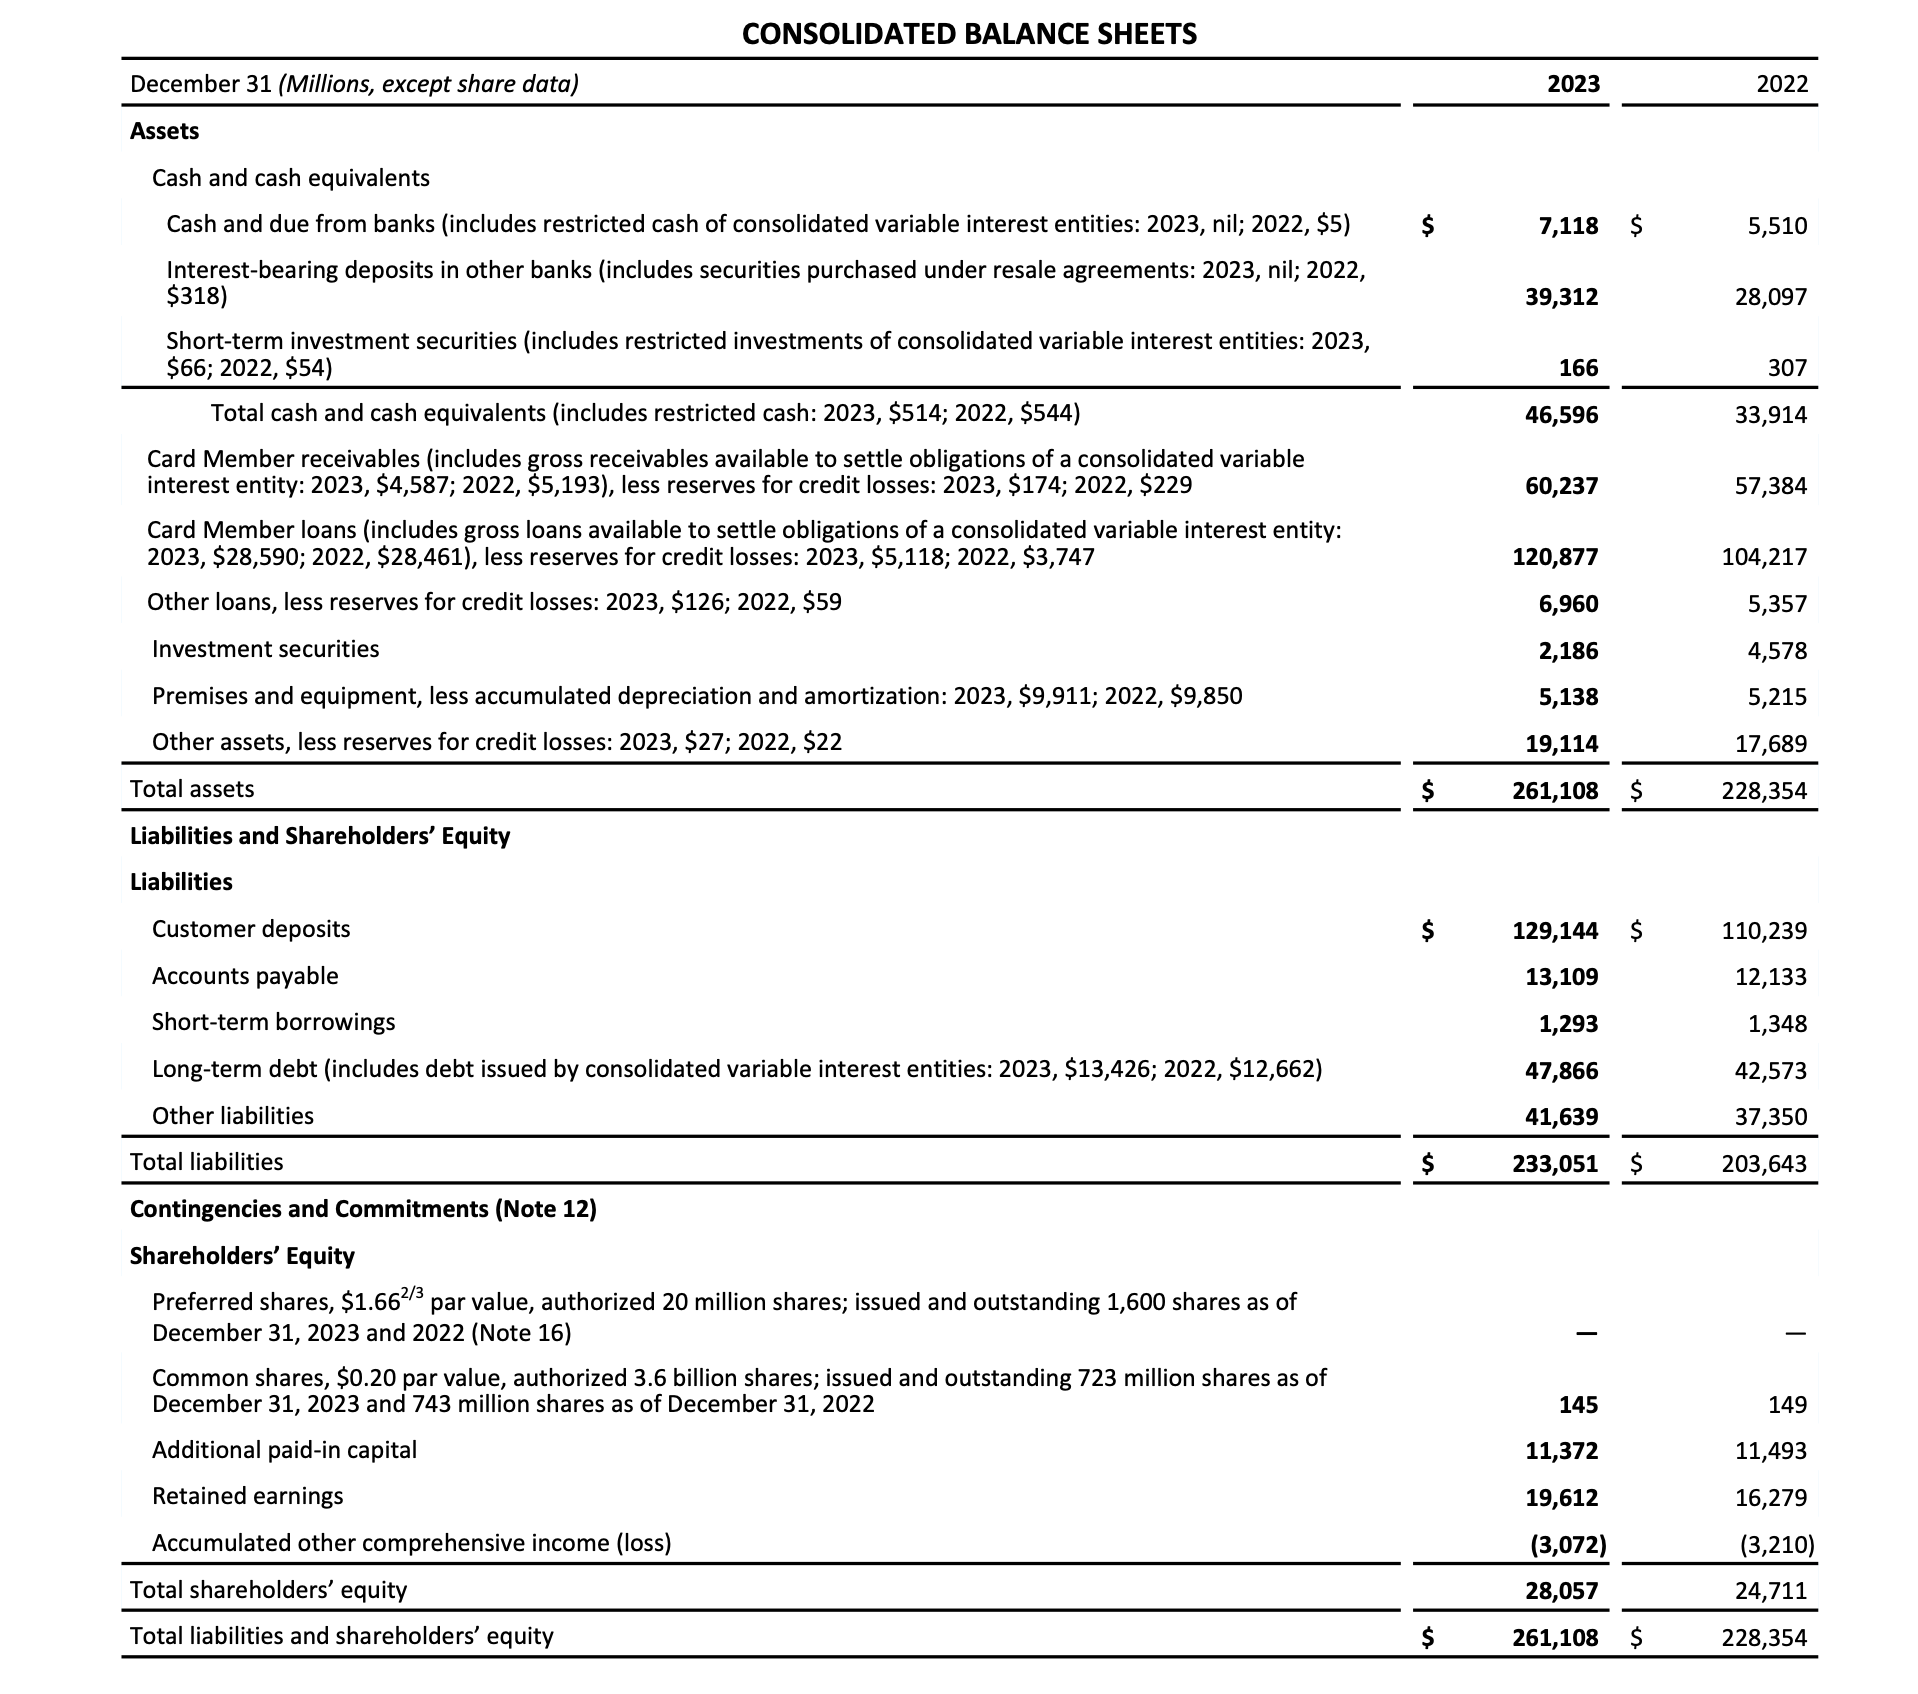 CONSOLIDATED BALANCE SHEETS
December 31 (Millions, except share data) 2023 2022
Assets
Cash and cash equivalents
Cash and due from banks (includes restricted cash of consolidated variable interest entities: 2023, nil; 2022, $5) $ 7,118 $ 5,510
Interest-bearing deposits in other banks (includes securities purchased under resale agreements: 2023, nil; 2022,
$318) 39,312 28,097
Short-term investment securities (includes restricted investments of consolidated variable interest entities: 2023,
$66; 2022, $54) 166 307
Total cash and cash equivalents (includes restricted cash: 2023, $514; 2022, $544) 46,596 33,914
Card Member receivables (includes gross receivables available to settle obligations of a consolidated variable
interest entity: 2023, $4,587; 2022, $5,193), less reserves for credit losses: 2023, $174; 2022, $229 60,237 57,384
Card Member loans (includes gross loans available to settle obligations of a consolidated variable interest entity:
2023, $28,590; 2022, $28,461), less reserves for credit losses: 2023, $5,118; 2022, $3,747 120,877 104,217
Other loans, less reserves for credit losses: 2023, $126; 2022, $59 6,960 5,357
Investment securities 2,186 4,578
Premises and equipment, less accumulated depreciation and amortization: 2023, $9,911; 2022, $9,850 5,138 5,215
Other assets, less reserves for credit losses: 2023, $27; 2022, $22 19,114 17,689
Total assets $ 261,108 $ 228,354
Liabilities and Shareholders’ Equity
Liabilities
Customer deposits $ 129,144 $ 110,239
Accounts payable 13,109 12,133
Short-term borrowings 1,293 1,348
Long-term debt (includes debt issued by consolidated variable interest entities: 2023, $13,426; 2022, $12,662) 47,866 42,573
Other liabilities 41,639 37,350
Total liabilities $ 233,051 $ 203,643
Contingencies and Commitments (Note 12)
Shareholders’ Equity
Preferred shares, $1.66 2/3 par value, authorized 20 million shares; issued and outstanding 1,600 shares as of
December 31, 2023 and 2022 (Note 16) — —
Common shares, $0.20 par value, authorized 3.6 billion shares; issued and outstanding 723 million shares as of
December 31, 2023 and 743 million shares as of December 31, 2022 145 149
Additional paid-in capital 11,372 11,493
Retained earnings 19,612 16,279
Accumulated other comprehensive income (loss) (3,072) (3,210)
Total shareholders’ equity 28,057 24,711
Total liabilities and shareholders’ equity $ 261,108 $ 228,354